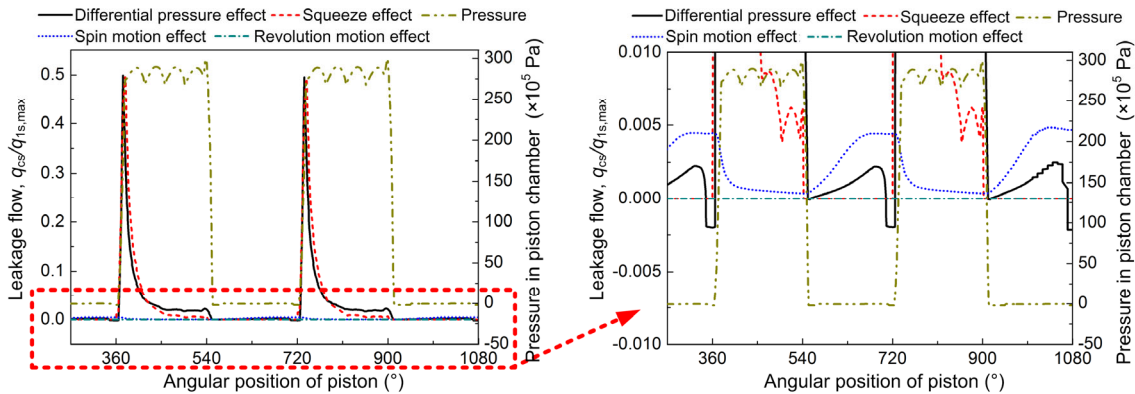 Differential pressure effect Squeeze effect Pressure
Spin motion effect Revolution motion effect
Leakage flow, qcs/q1s,max
0.5
0.4
0.3
0.2
0.1
0.0
300
250
200
150
100
50
0
-50
Pressure in piston chamber (×10⁵ Pa)
360 540 720 900 1080
Angular position of piston (°)
Differential pressure effect Squeeze effect Pressure
Spin motion effect Revolution motion effect
Leakage flow, qcs/q1s,max
0.010
0.005
0.000
-0.005
-0.010
300
250
200
150
100
50
0
-50
Pressure in piston chamber (×10⁵ Pa)
360 540 720 900 1080
Angular position of piston (°)